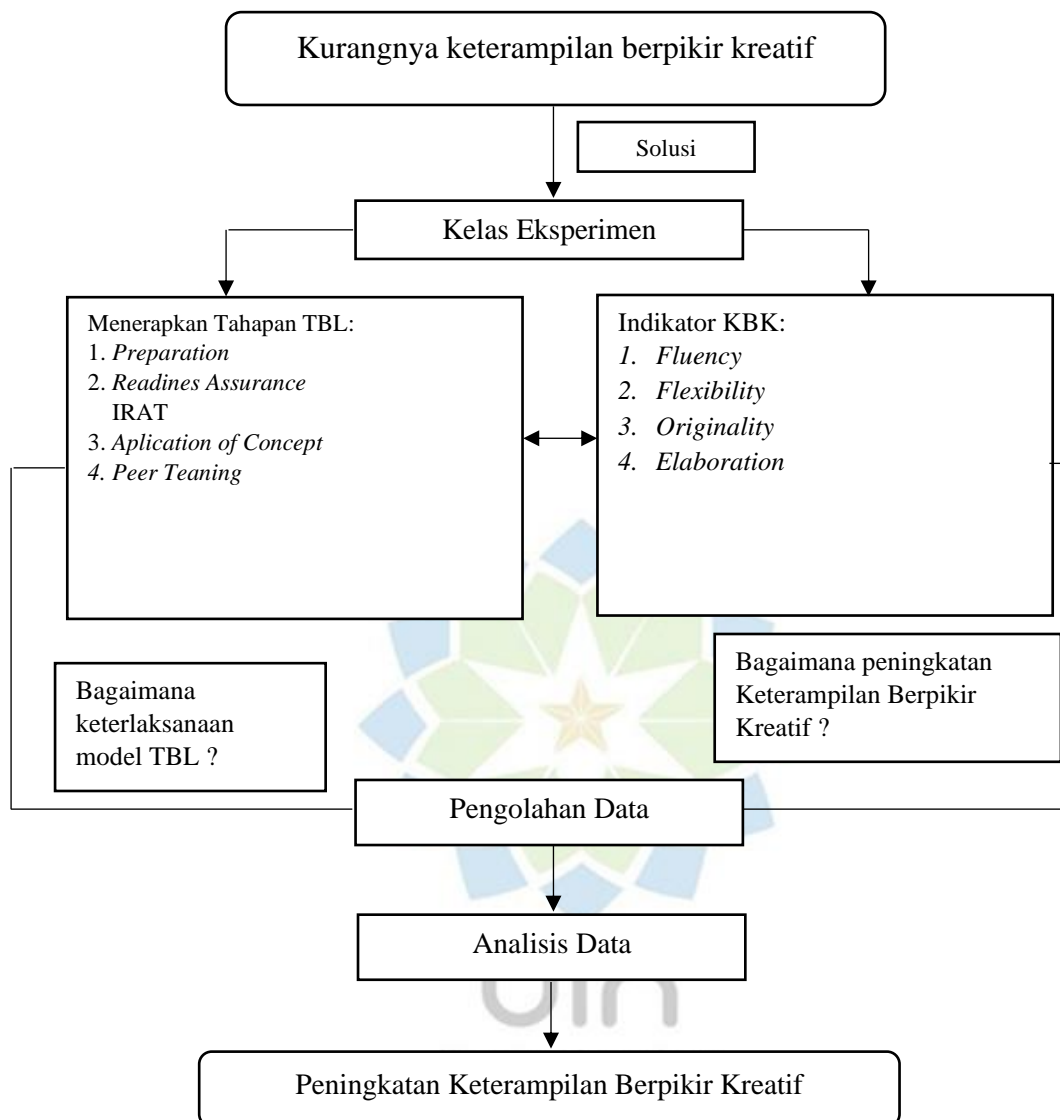 Kurangnya keterampilan berpikir kreatif
Solusi
Kelas Eksperimen
Menerapkan Tahapan TBL:
1. Preparation
2. Readines Assurance
IRAT
3. Aplication of Concept
4. Peer Teaning
Indikator KBK:
1. Fluency
2. Flexibility
3. Originality
4. Elaboration
Bagaimana
keterlaksanaan
model TBL ?
Bagaimana peningkatan
Keterampilan Berpikir
Kreatif ?
Pengolahan Data
Analisis Data
uin
Peningkatan Keterampilan Berpikir Kreatif